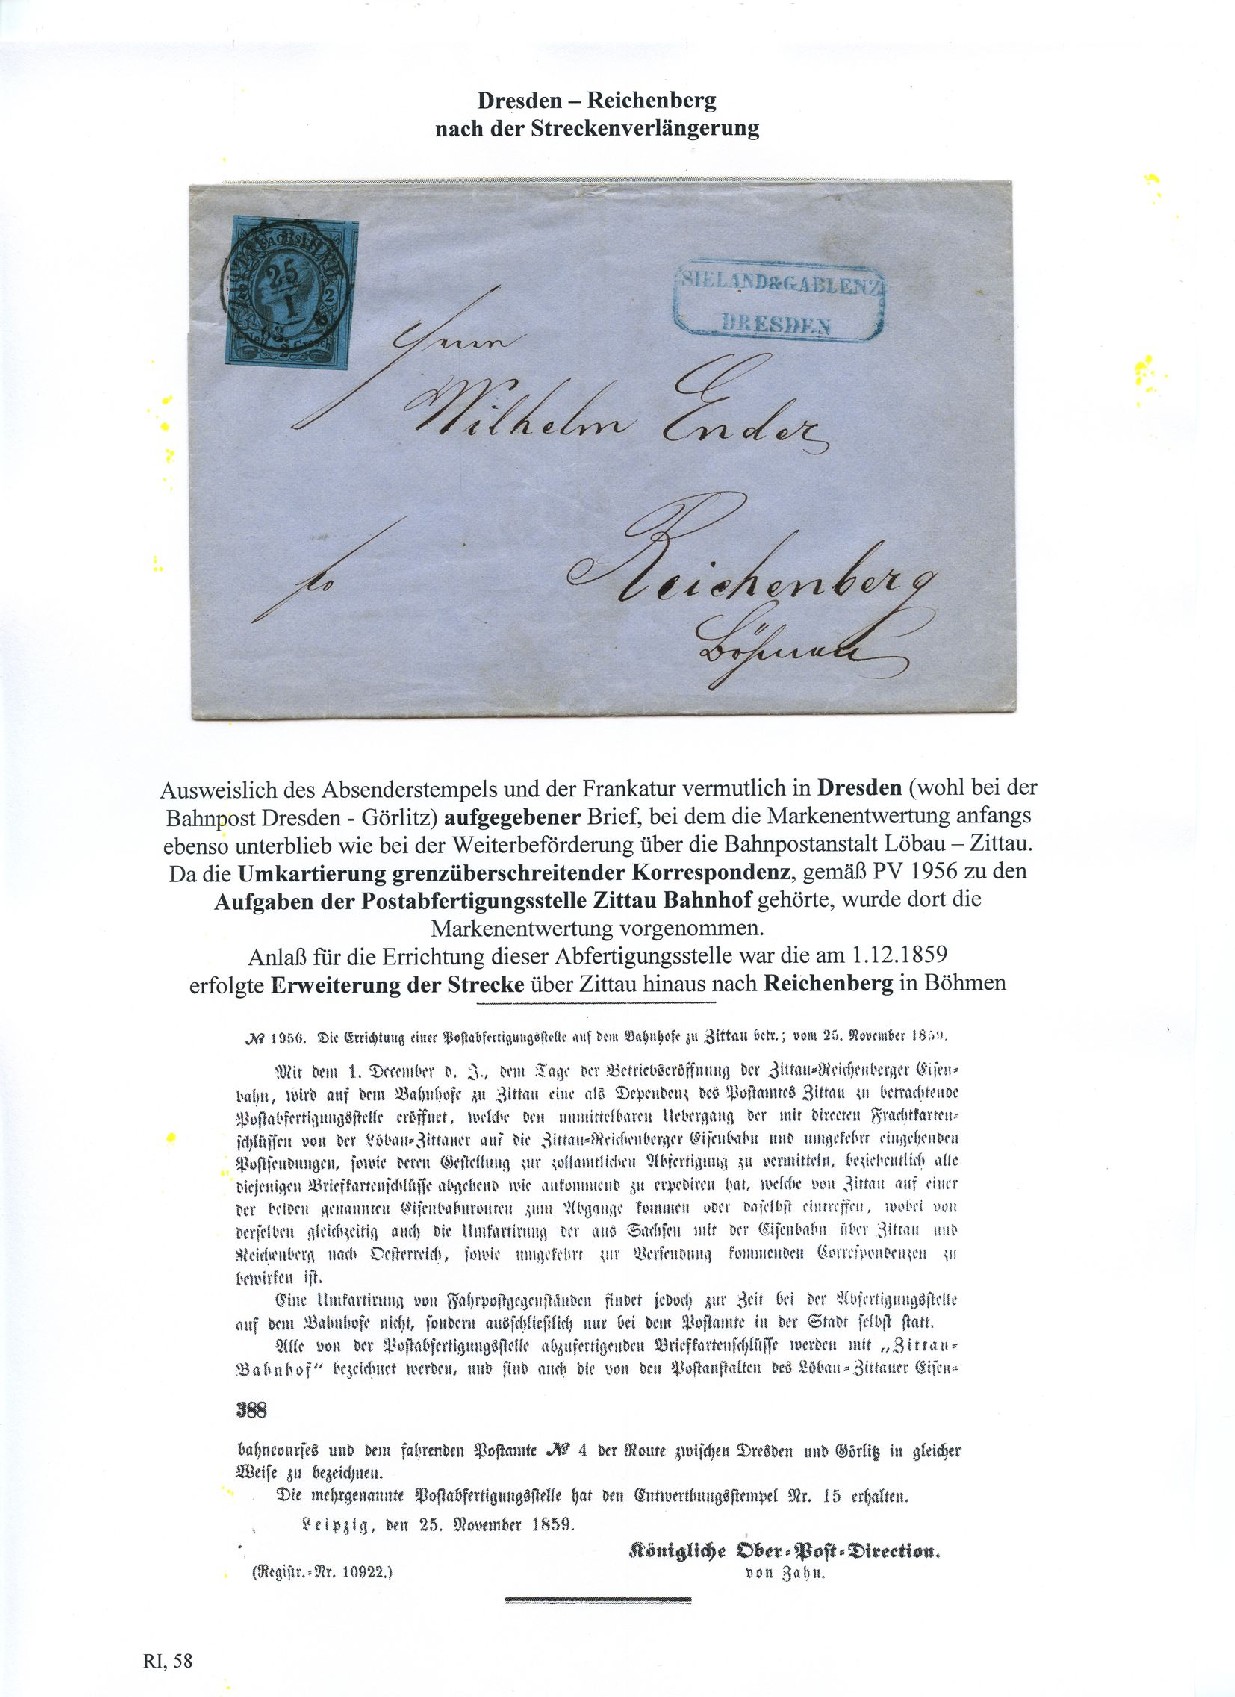 Dresden – Reichenberg
nach der Streckenverlängerung
SACHS
25
I
2
SIELAND&GABLENZ
DRESDEN
Herrn
Wilhelm Ender
Reichenberg
Böhmen
Ausweislich des Absenderstempels und der Frankatur vermutlich in Dresden (wohl bei der
Bahnpost Dresden - Görlitz) aufgegebener Brief, bei dem die Markenentwertung anfangs
ebenso unterblieb wie bei der Weiterbeförderung über die Bahnpostanstalt Löbau – Zittau.
Da die Umkartierung grenzüberschreitender Korrespondenz, gemäß PV 1956 zu den
Aufgaben der Postabfertigungsstelle Zittau Bahnhof gehörte, wurde dort die
Markenentwertung vorgenommen.
Anlaß für die Errichtung dieser Abfertigungsstelle war die am 1.12.1859
erfolgte Erweiterung der Strecke über Zittau hinaus nach Reichenberg in Böhmen
№ 1956. Die Errichtung einer Postabfertigungsstelle auf dem Bahnhofe zu Zittau betr.; vom 25. November 1859.
Mit dem 1. December d. J., dem Tage der Betriebseröffnung der Zittau-Reichenberger Eisen-
bahn, wird auf dem Bahnhofe zu Zittau eine als Dependenz des Postamtes Zittau zu betrachtende
Postabfertigungsstelle eröffnet, welche den unmittelbaren Uebergang der mit directen Frachtkarten-
schlüssen von der Löbau-Zittauer auf die Zittau-Reichenberger Eisenbahn und umgekehrt eingehenden
Postsendungen, sowie deren Gestellung zur zollamtlichen Abfertigung zu vermitteln, beziehentlich alle
diejenigen Briefkartenschlüsse abgehend wie ankommend zu expediren hat, welche von Zittau auf einer
der beiden genannten Eisenbahnrouten zum Abgange kommen oder daselbst eintreffen, wobei von
derselben gleichzeitig auch die Umkartirung der aus Sachsen mit der Eisenbahn über Zittau und
Reichenberg nach Oesterreich, sowie umgekehrt zur Versendung kommenden Correspondenzen zu
bewirken ist.
Eine Umkartirung von Fahrpostgegenständen findet jedoch zur Zeit bei der Abfertigungsstelle
auf dem Bahnhofe nicht, sondern ausschließlich nur bei dem Postamte in der Stadt selbst statt.
Alle von der Postabfertigungsstelle abzufertigenden Briefkartenschlüsse werden mit „Zittau-
Bahnhof“ bezeichnet werden, und sind auch die von den Postanstalten des Löbau-Zittauer Eisen-
388
bahncourses und dem fahrenden Postamte № 4 der Route zwischen Dresden und Görlitz in gleicher
Weise zu bezeichnen.
Die mehrgenannte Postabfertigungsstelle hat den Entwerthungsstempel Nr. 15 erhalten.
Leipzig, den 25. November 1859.
Königliche Ober-Post-Direction.
(Registr.-Nr. 10922.) von Zahn.
RI, 58